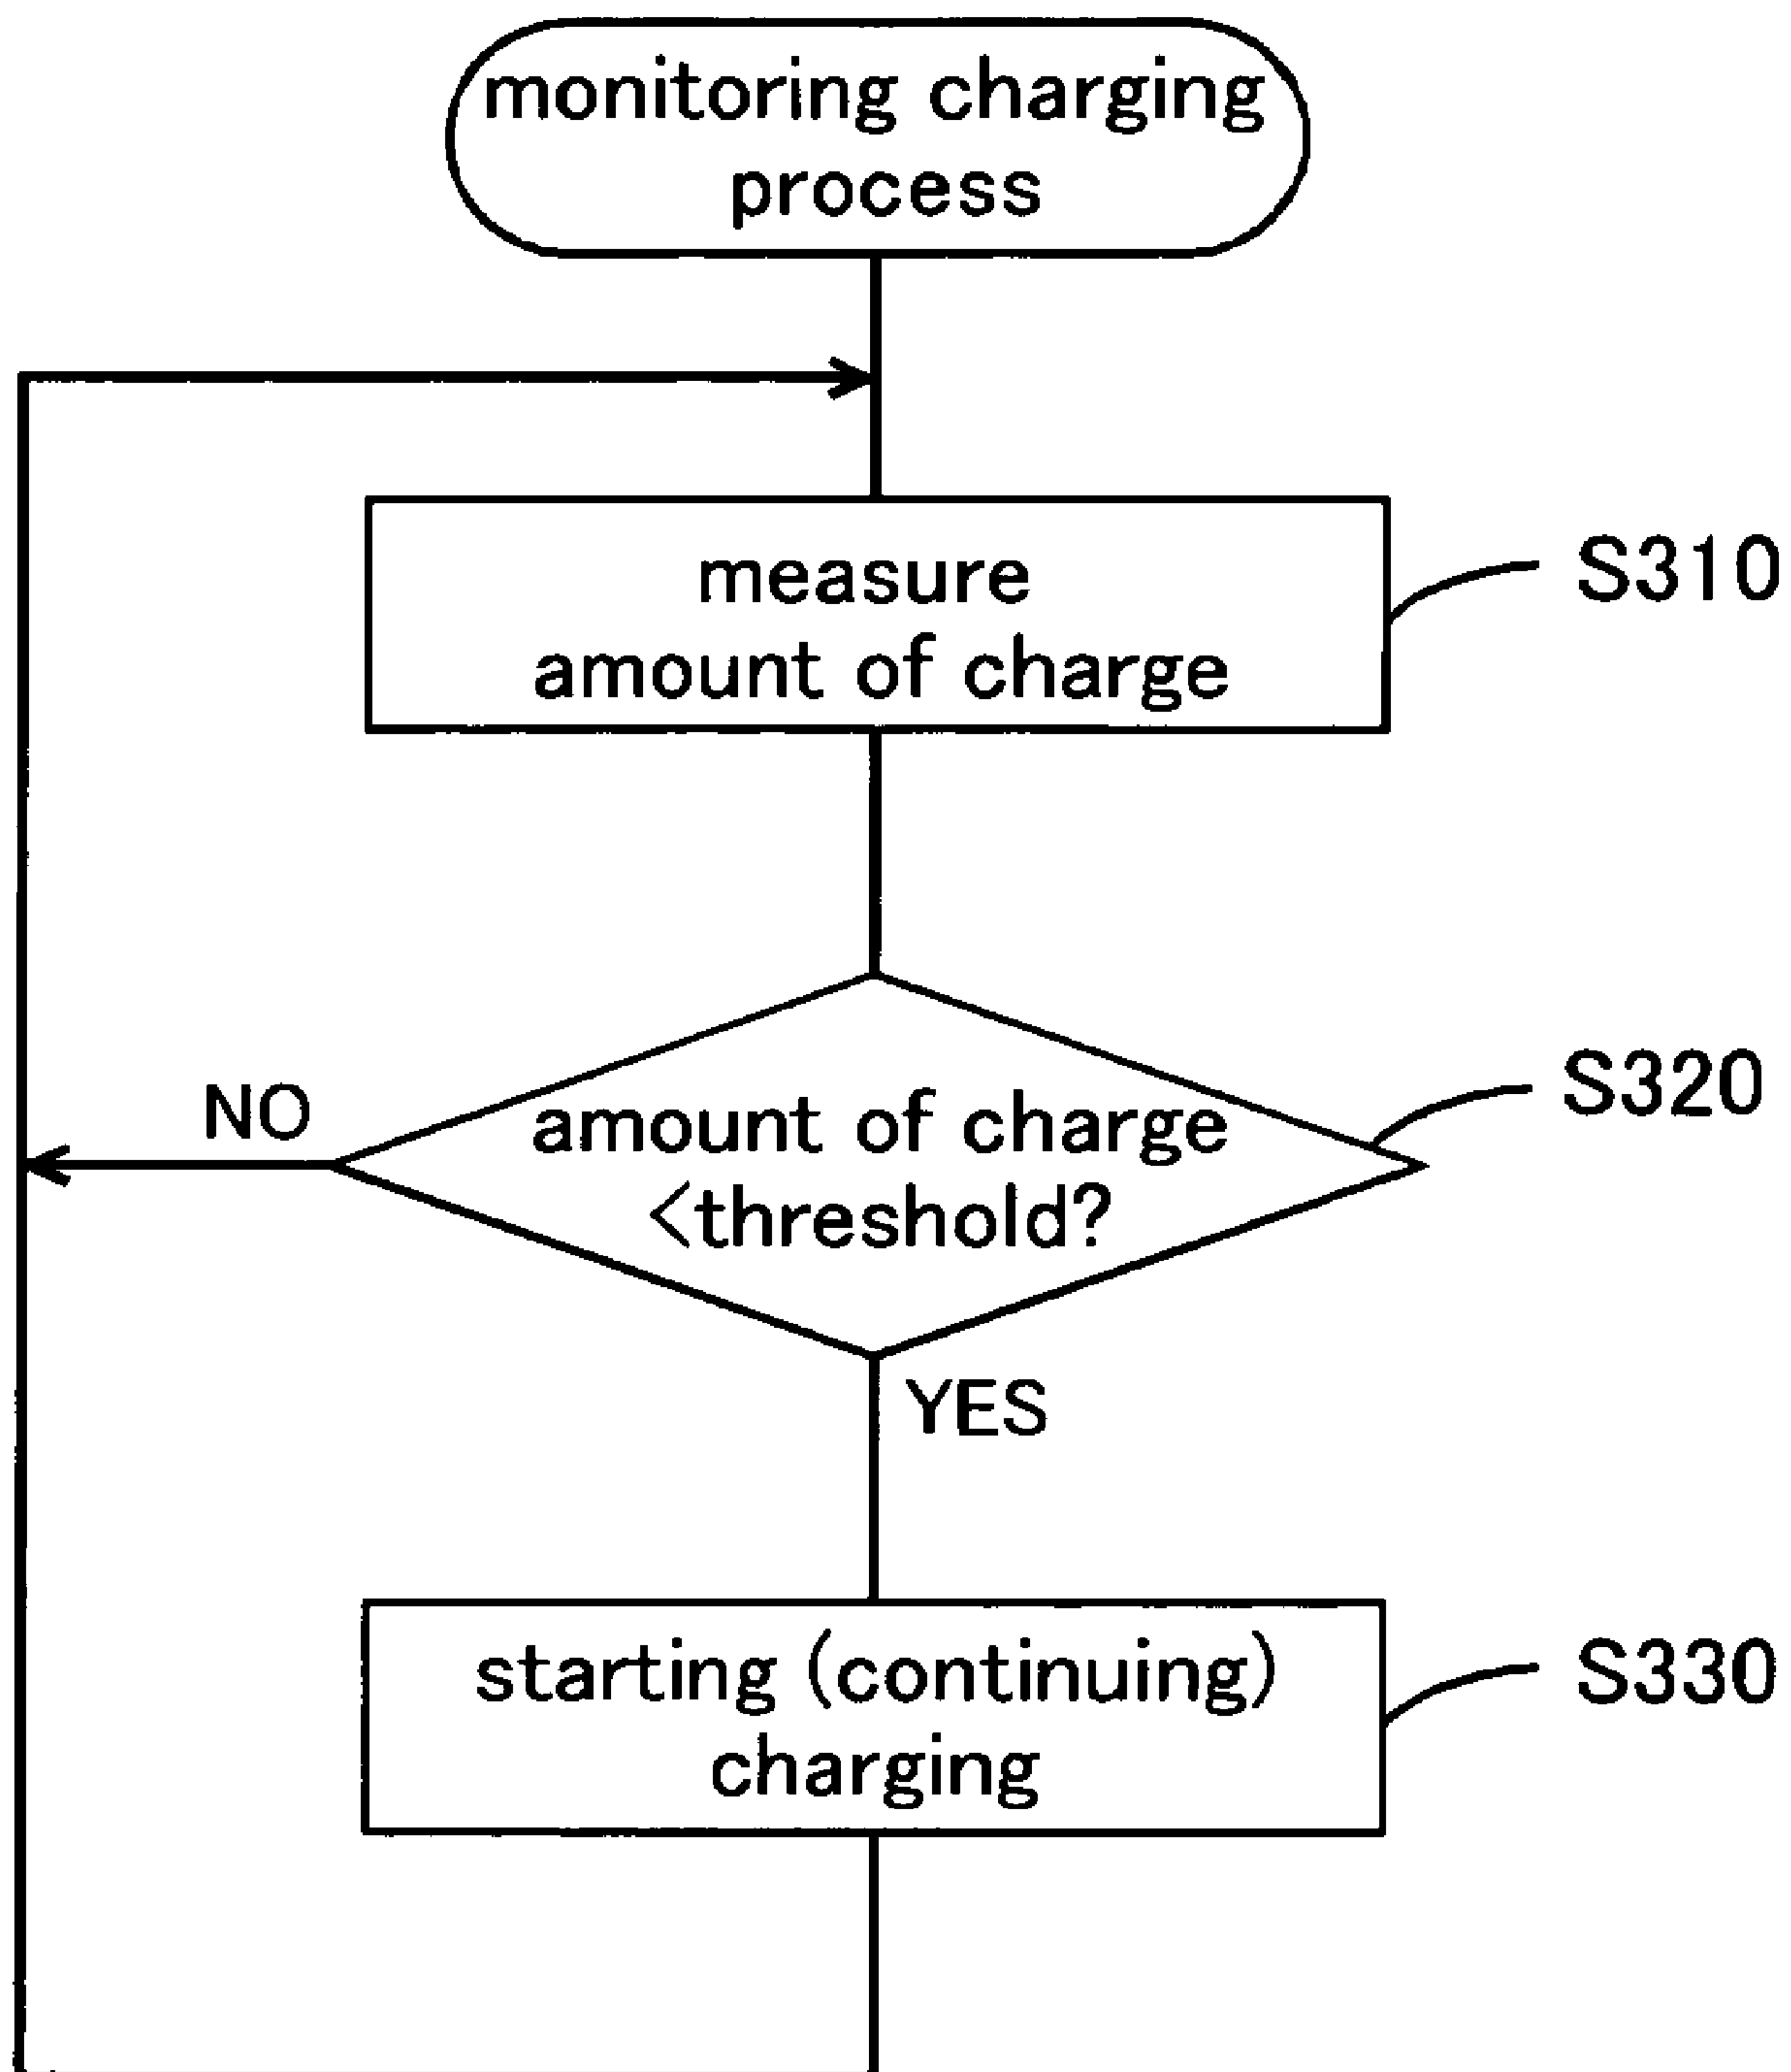 monitoring charging
process
measure
amount of charge
S310
amount of charge
<threshold?
S320
NO
YES
starting (continuing)
charging
S330